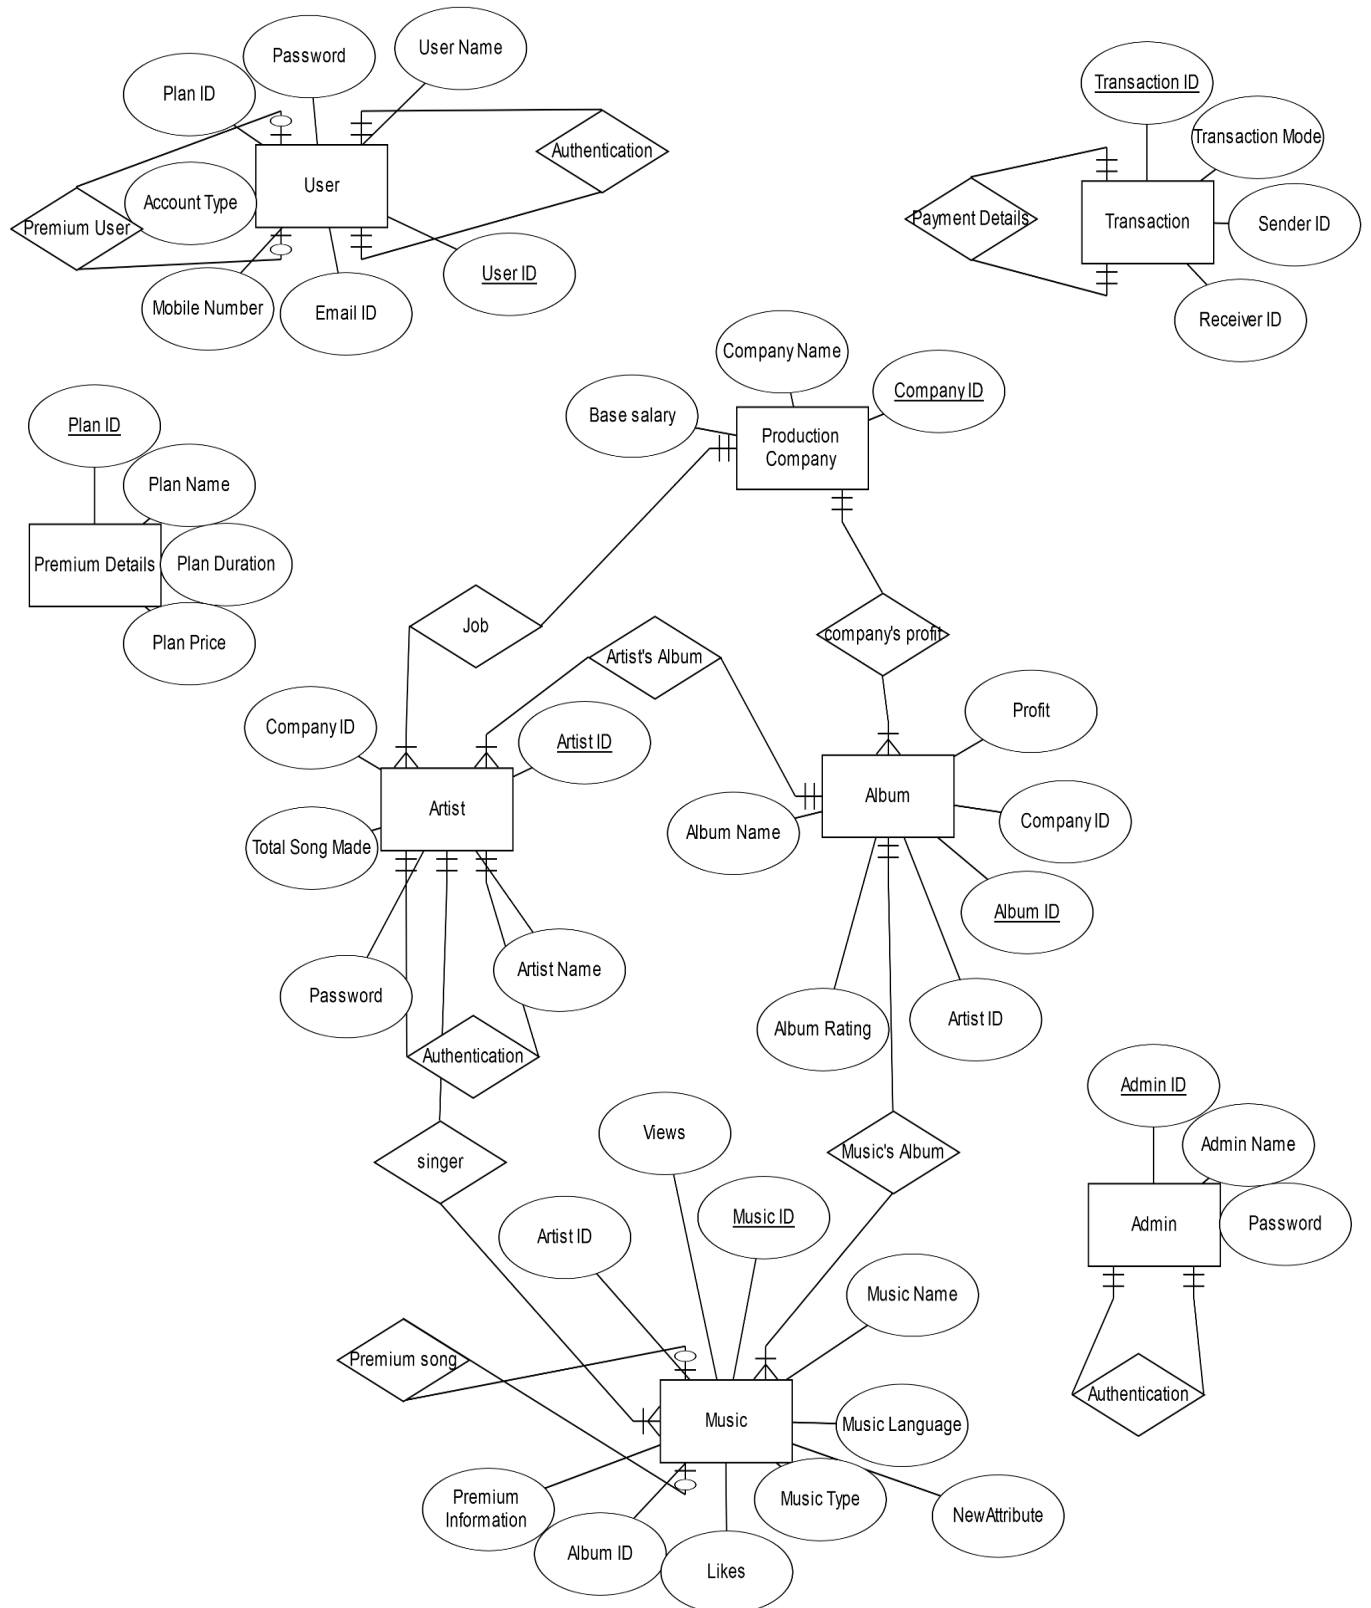 User Name
Password
Plan ID
Authentication
User
Account Type
Premium User
User ID
Mobile Number
Email ID
Transaction ID
Transaction Mode
Payment Details
Transaction
Sender ID
Receiver ID
Company Name
Company ID
Base salary
Production
Company
Plan ID
Plan Name
Premium Details
Plan Duration
Plan Price
Job
Artist's Album
company's profit
Company ID
Artist ID
Artist
Total Song Made
Password
Artist Name
Authentication
Profit
Album
Album Name
Company ID
Album ID
Album Rating
Artist ID
singer
Views
Music's Album
Artist ID
Music ID
Music Name
Premium song
Music
Music Language
Premium
Information
Music Type
NewAttribute
Album ID
Likes
Admin ID
Admin Name
Admin
Password
Authentication